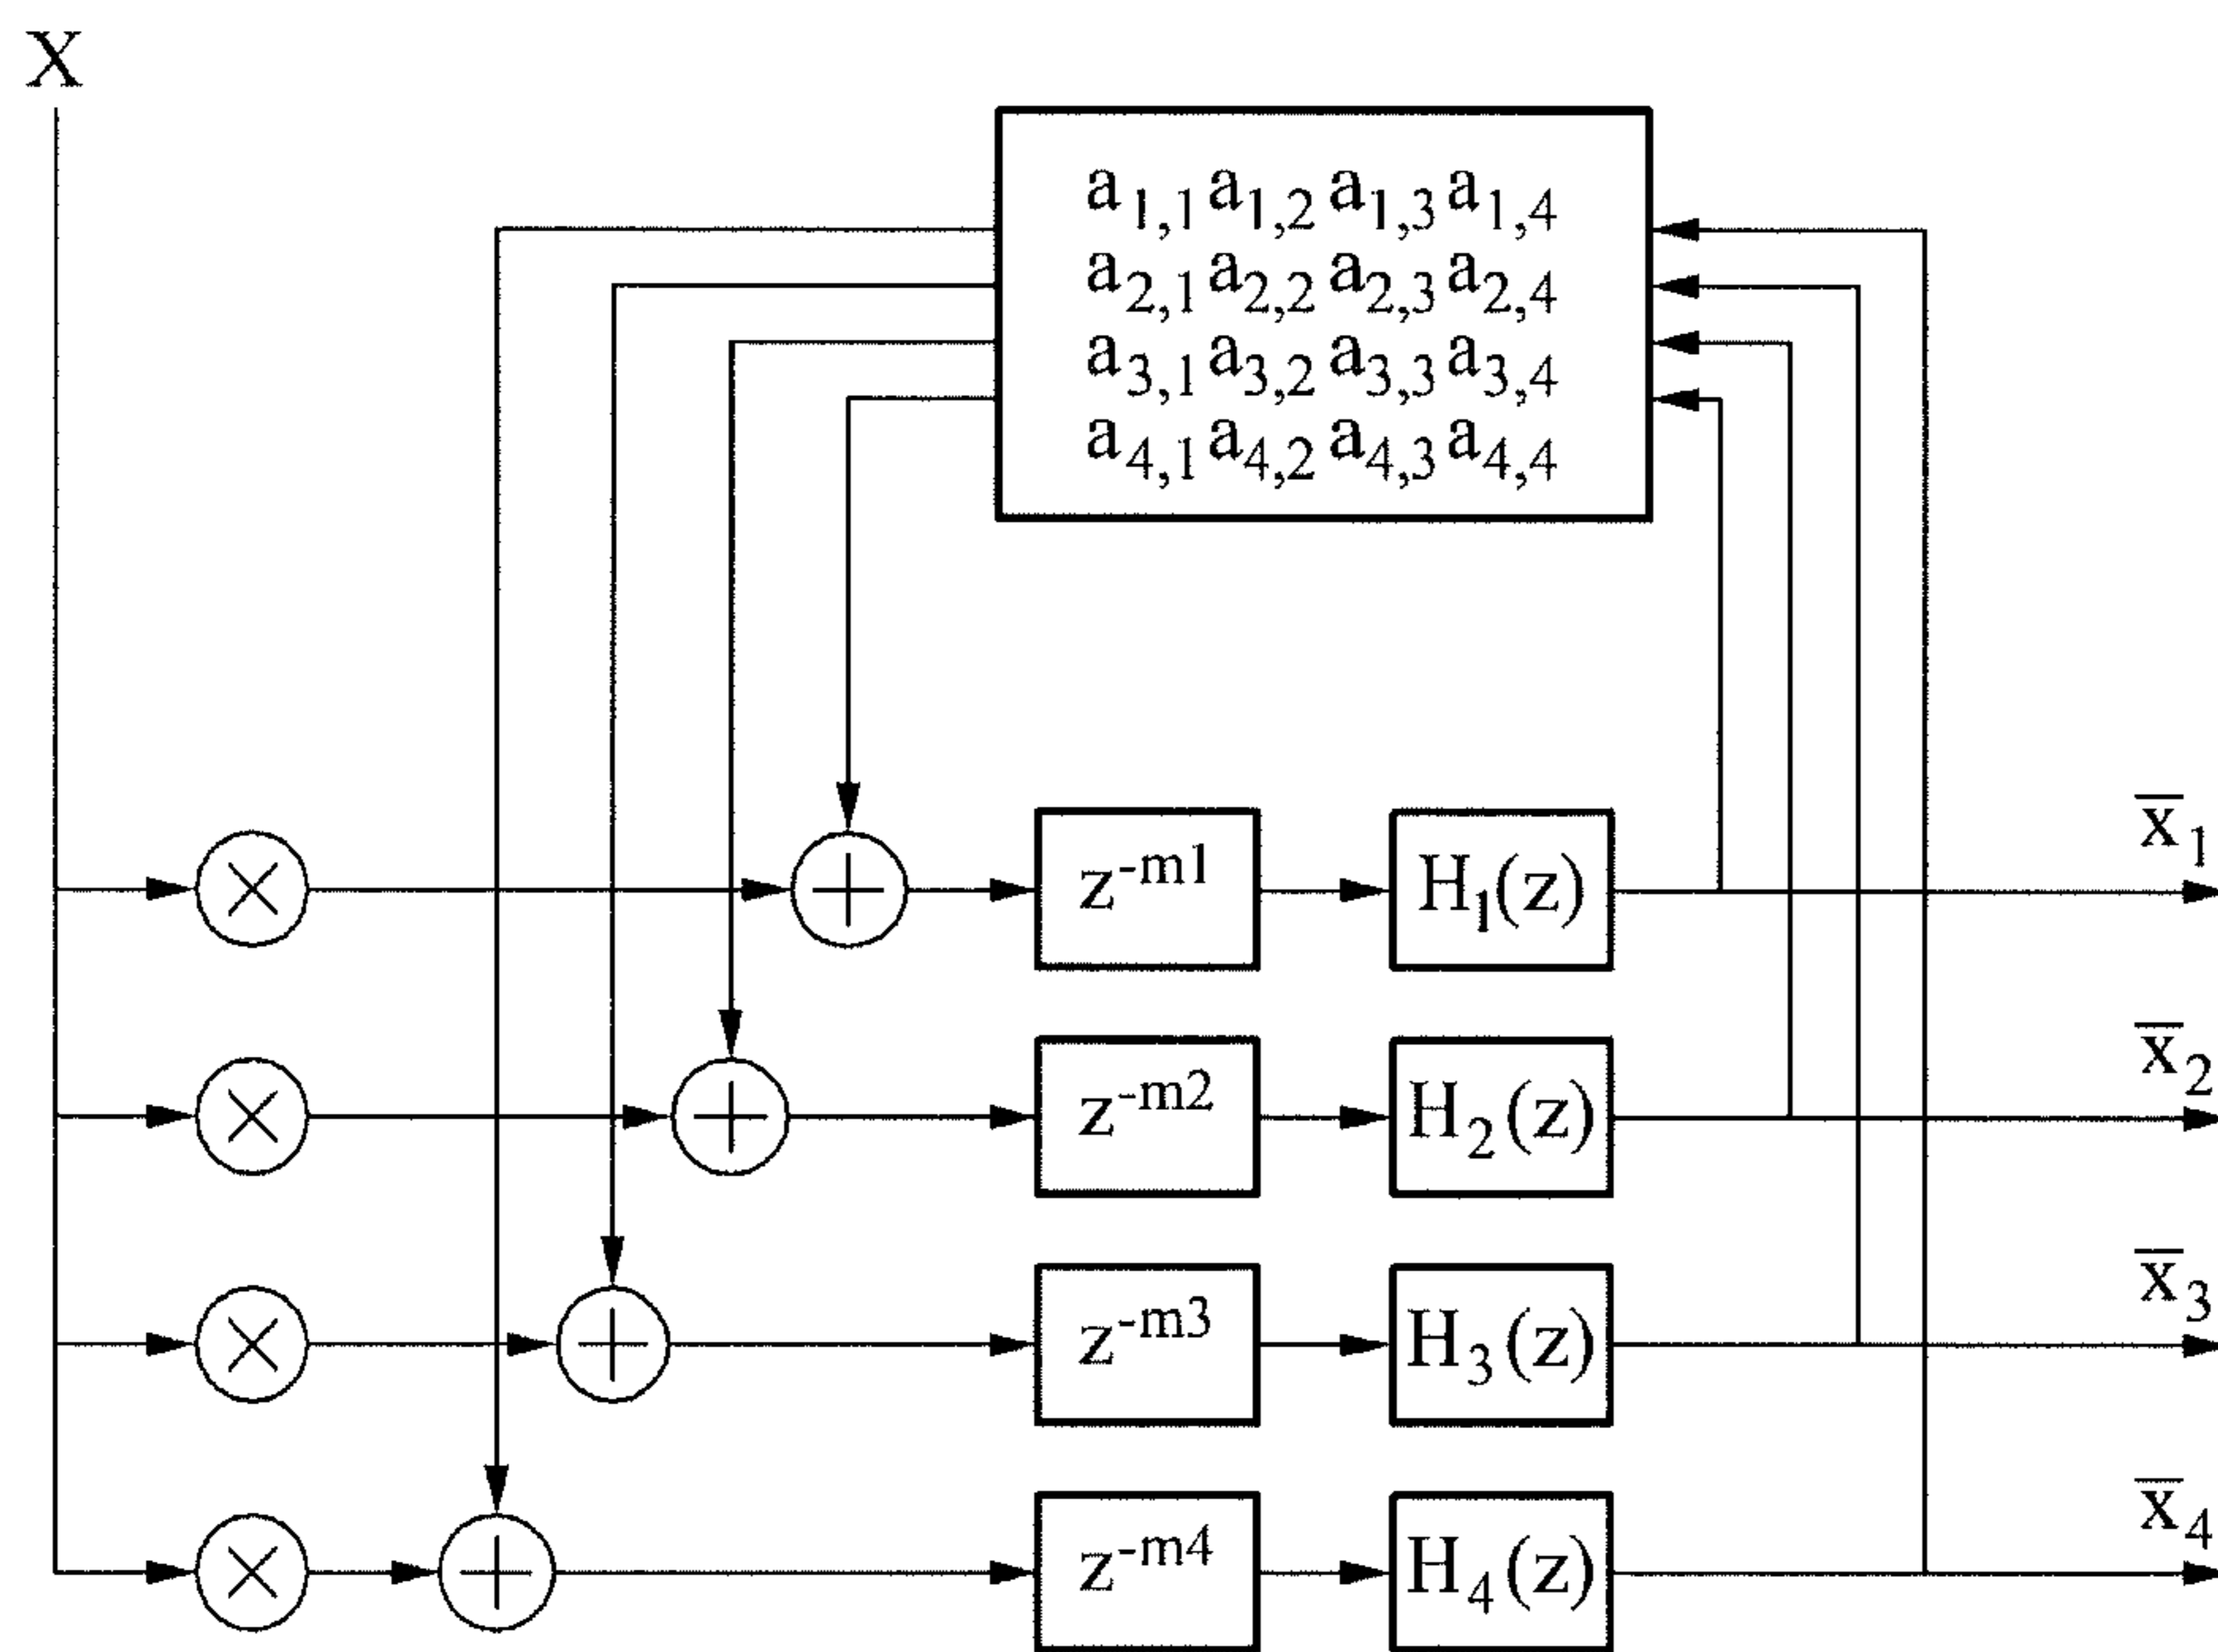 X
a₁,₁ a₁,₂ a₁,₃ a₁,₄
a₂,₁ a₂,₂ a₂,₃ a₂,₄
a₃,₁ a₃,₂ a₃,₃ a₃,₄
a₄,₁ a₄,₂ a₄,₃ a₄,₄
z⁻ᵐ¹ H₁(z) x̅₁
z⁻ᵐ² H₂(z) x̅₂
z⁻ᵐ³ H₃(z) x̅₃
z⁻ᵐ⁴ H₄(z) x̅₄